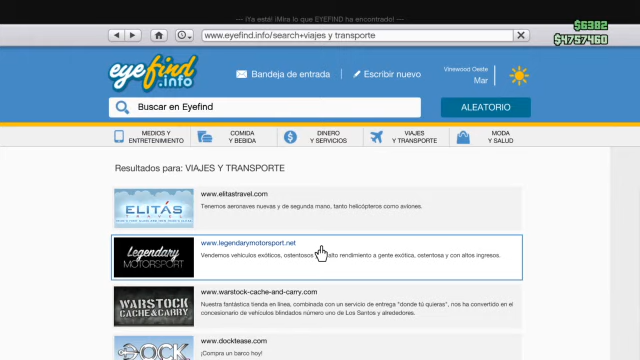 — ¡Ya está! ¡Mira lo que EYEFIND ha encontrado! —
$6382
$4757460
www.eyefind.info/search+viajes y transporte
eyefind
.info
Bandeja de entrada
Escribir nuevo
Vinewood Oeste
Mar
Buscar en Eyefind
ALEATORIO
MEDIOS Y
ENTRETENIMIENTO
COMIDA
Y BEBIDA
DINERO
Y SERVICIOS
VIAJES
Y TRANSPORTE
MODA
Y SALUD
Resultados para: VIAJES Y TRANSPORTE
ELITÁS
TRAVEL
www.elitastravel.com
Tenemos aeronaves nuevas y de segunda mano, tanto helicópteros como aviones.
Legendary
MOTORSPORT
www.legendarymotorsport.net
Vendemos vehículos exóticos, ostentosos alto rendimiento a gente exótica, ostentosa y con altos ingresos.
WARSTOCK
CACHE & CARRY
www.warstock-cache-and-carry.com
Nuestra fantástica tienda en línea, combinada con un servicio de entrega "donde tú quieras", nos ha convertido en el
concesionario de vehículos blindados número uno de Los Santos y alrededores.
DOCK
www.docktease.com
¡Compra un barco hoy!